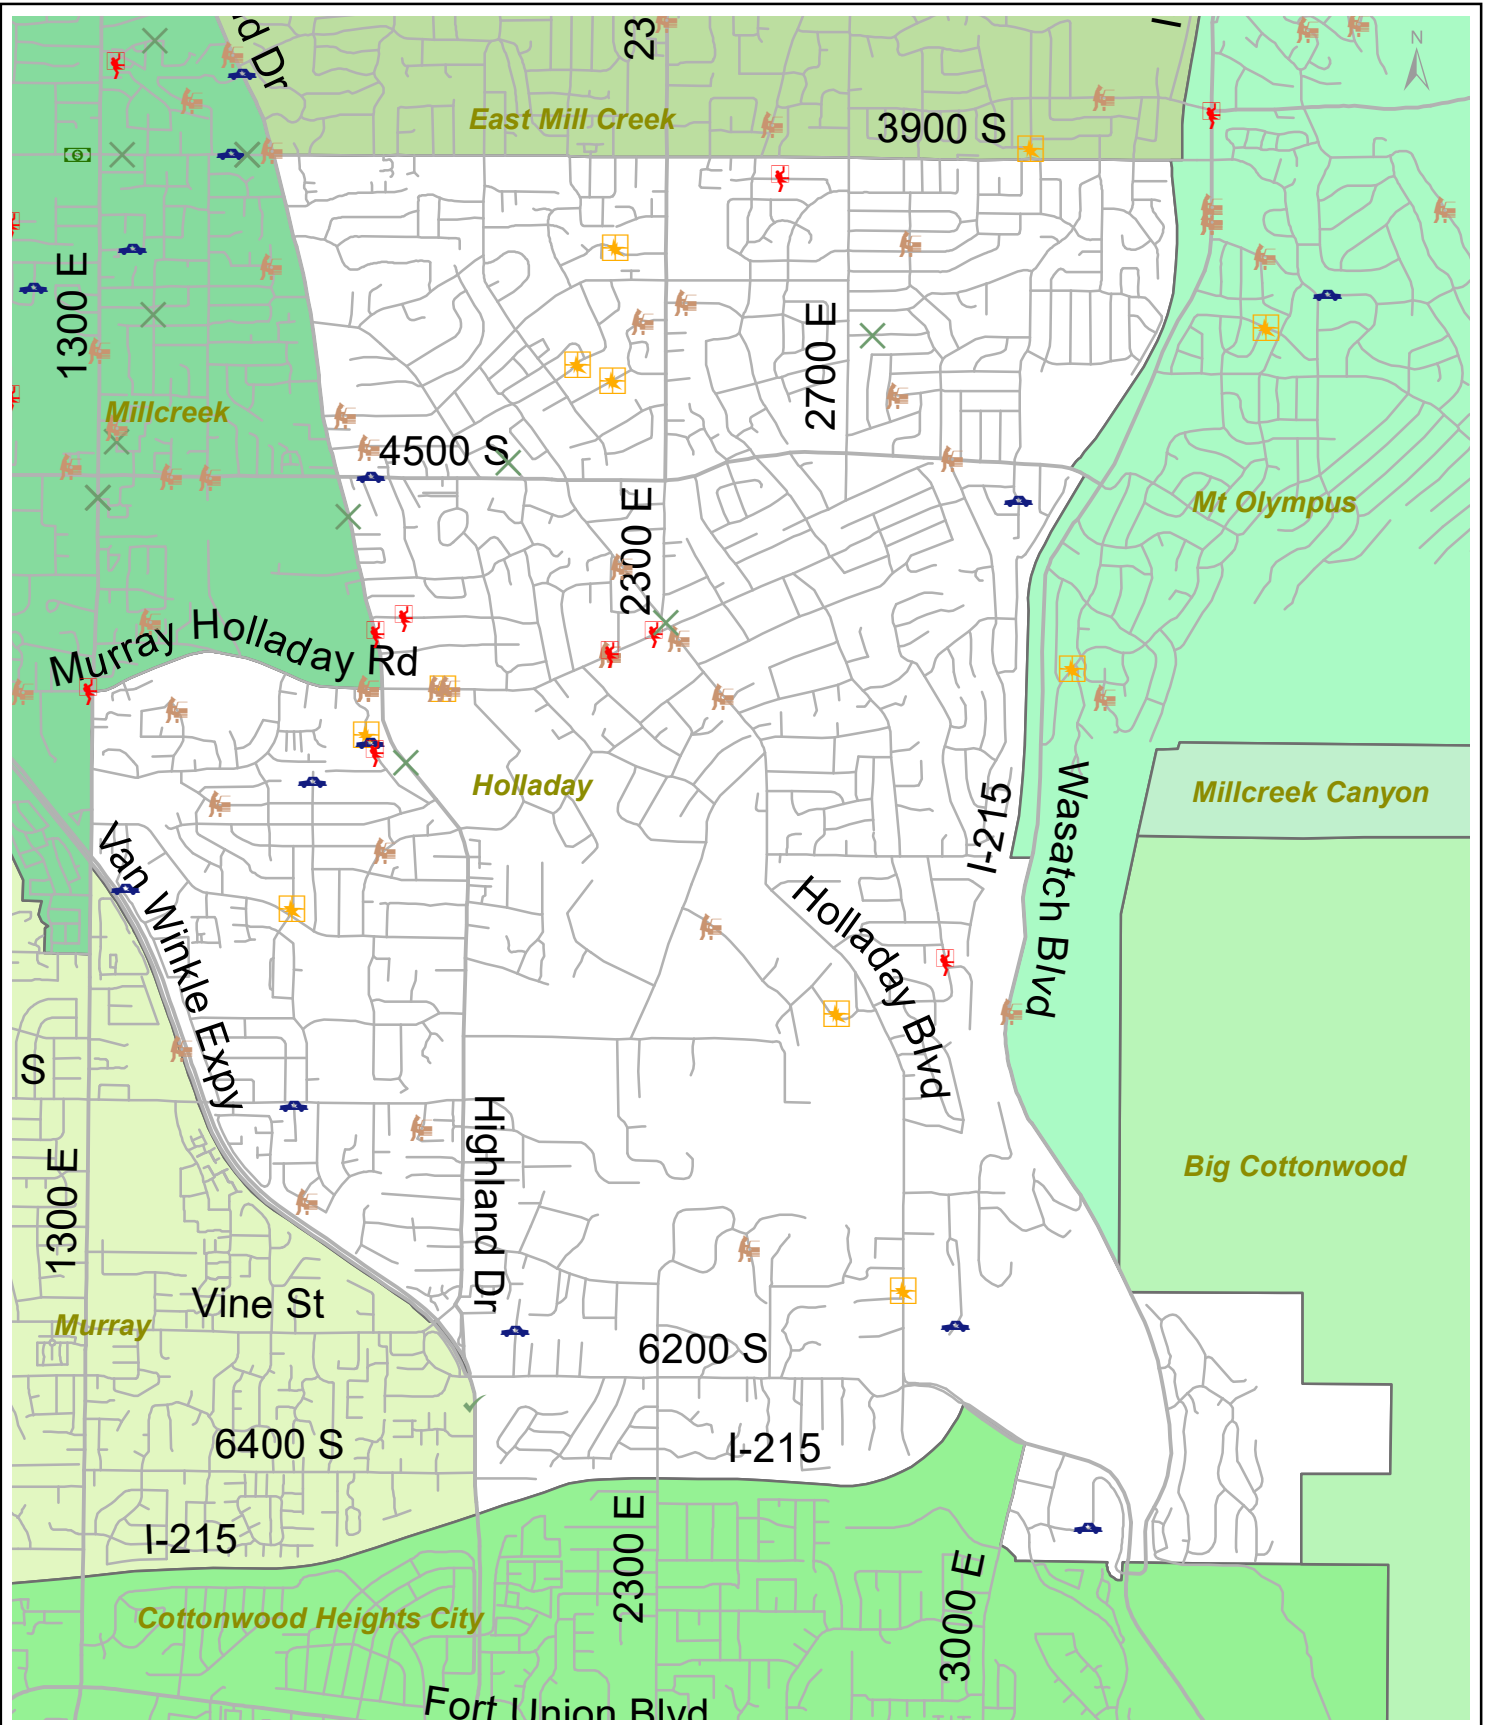 d Dr
23
I
N
East Mill Creek
3900 S
1300 E
2700 E
Millcreek
4500 S
2300 E
Mt Olympus
Murray Holladay Rd
Holladay
I-215
Wasatch Blvd
Millcreek Canyon
Van Winkle Expy
Holladay Blvd
S
1300 E
Highland Dr
Big Cottonwood
Vine St
Murray
6200 S
6400 S
I-215
I-215
2300 E
3000 E
Cottonwood Heights City
Fort Union Blvd